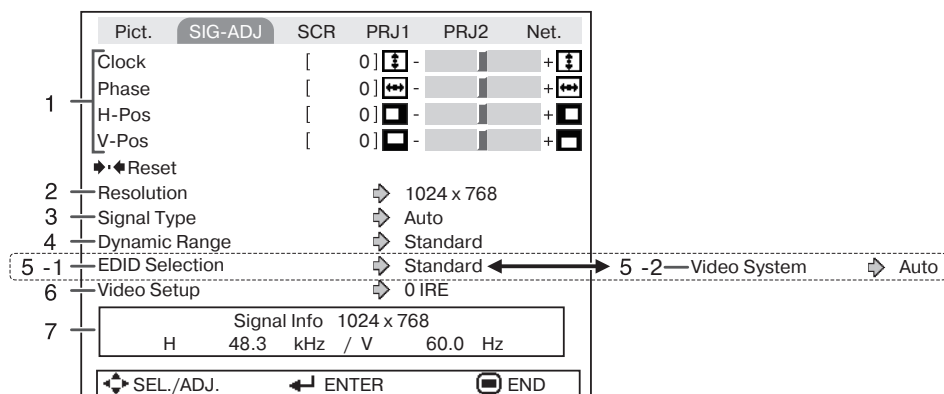 Pict. SIG-ADJ SCR PRJ1 PRJ2 Net.
Clock [ 0 ] - +
Phase [ 0 ] - +
1
H-Pos [ 0 ] - +
V-Pos [ 0 ] - +
Reset
2 Resolution 1024 x 768
3 Signal Type Auto
4 Dynamic Range Standard
5 -1 EDID Selection Standard 5 -2 Video System Auto
6 Video Setup 0 IRE
7 Signal Info 1024 x 768
H 48.3 kHz / V 60.0 Hz
SEL./ADJ. ENTER END